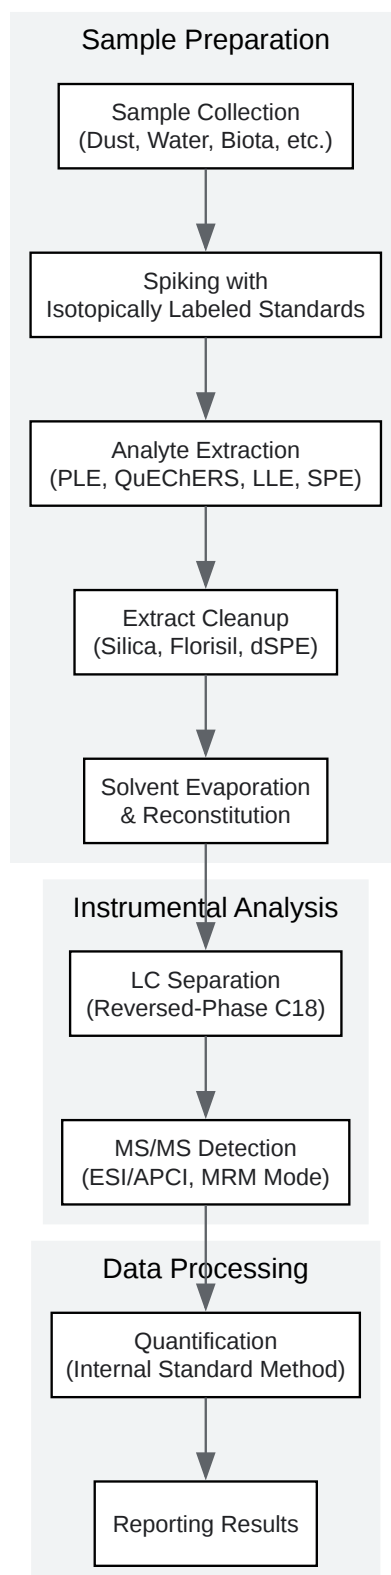 Sample Preparation
Sample Collection
(Dust, Water, Biota, etc.)
Spiking with
Isotopically Labeled Standards
Analyte Extraction
(PLE, QuEChERS, LLE, SPE)
Extract Cleanup
(Silica, Florisil, dSPE)
Solvent Evaporation
& Reconstitution
Instrumental Analysis
LC Separation
(Reversed-Phase C18)
MS/MS Detection
(ESI/APCI, MRM Mode)
Data Processing
Quantification
(Internal Standard Method)
Reporting Results